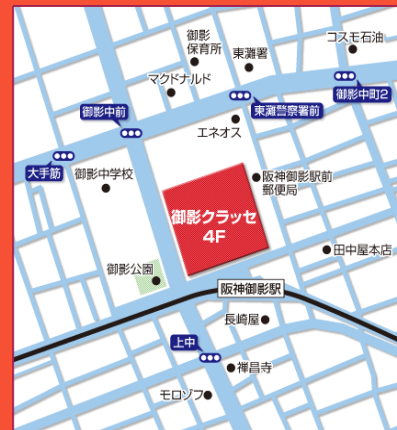 御影
保育所
東灘署
コスモ石油
マクドナルド
御影中町2
御影中前
東灘警察署前
エネオス
大手筋
御影中学校
阪神御影駅前
郵便局
御影クラッセ
4F
田中屋本店
御影公園
阪神御影駅
長崎屋
上中
禅昌寺
モロゾフ